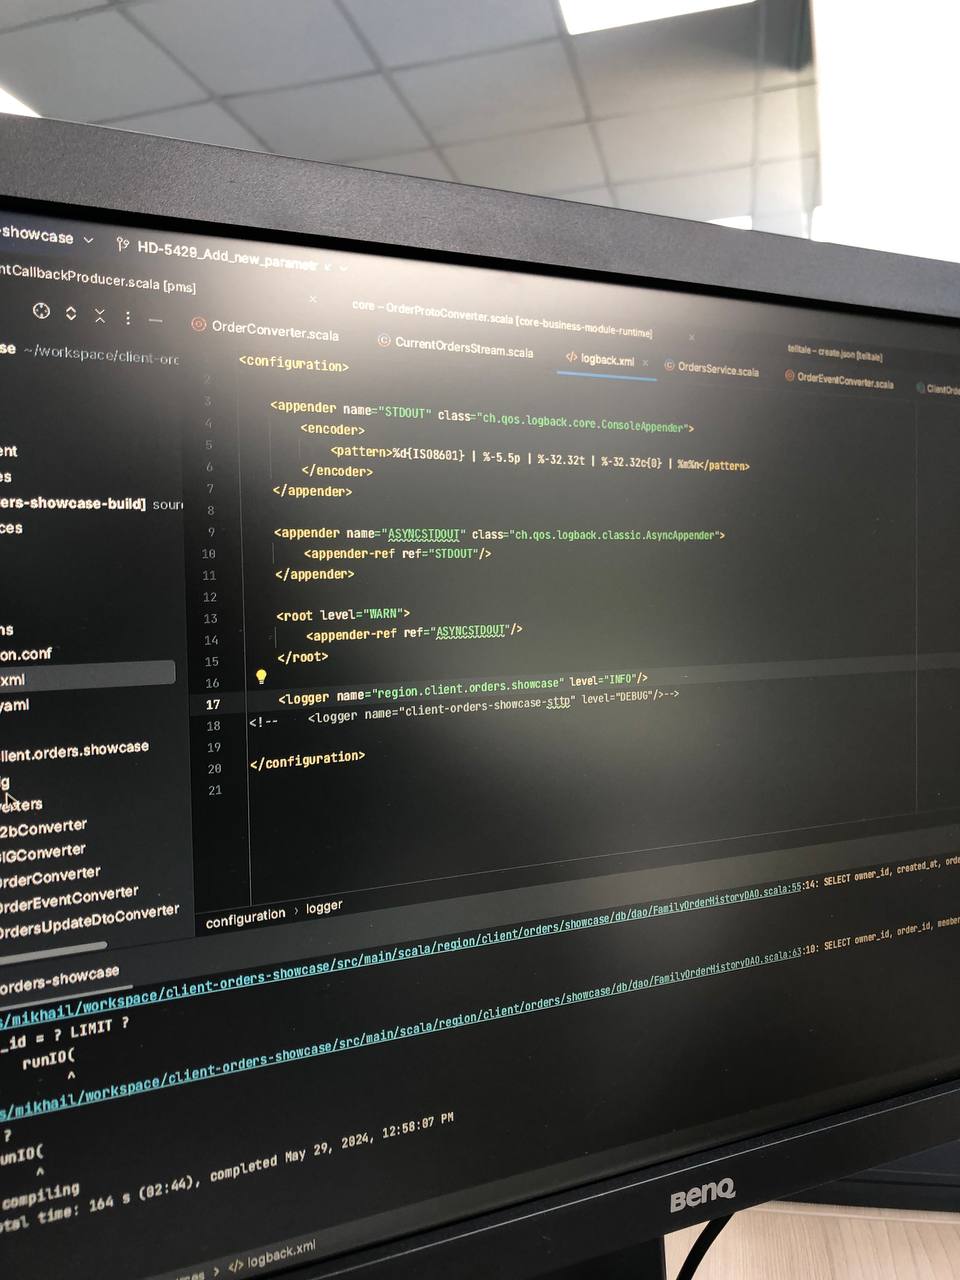 -showcase
HD-5429_Add_new_parametr
ntCallbackProducer.scala [pms]
core – OrderProtoConverter.scala [core-business-module-runtime]
telltale – create.json [telltale]
OrderConverter.scala
CurrentOrdersStream.scala
logback.xml
OrdersService.scala
OrderEventConverter.scala
ClientOrde
se ~/workspace/client-orc
ent
es
ers-showcase-build] sour
ces
ns
on.conf
xml
yaml
lient.orders.showcase
ig
verters
2bConverter
GConverter
OrderConverter
OrderEventConverter
OrdersUpdateDtoConverter
<configuration>
2
3 <appender name="STDOUT" class="ch.qos.logback.core.ConsoleAppender">
4 <encoder>
5 <pattern>%d{ISO8601} | %-5.5p | %-32.32t | %-32.32c{0} | %m%n</pattern>
6 </encoder>
7 </appender>
8
9 <appender name="ASYNCSTDOUT" class="ch.qos.logback.classic.AsyncAppender">
10 <appender-ref ref="STDOUT"/>
11 </appender>
12
13 <root level="WARN">
14 <appender-ref ref="ASYNCSTDOUT"/>
15 </root>
16
17 <logger name="region.client.orders.showcase" level="INFO"/>
18 <!-- <logger name="client-orders-showcase-sttp" level="DEBUG"/>-->
19
20 </configuration>
21
configuration > logger
orders-showcase
s/mikhail/workspace/client-orders-showcase/src/main/scala/region/client/orders/showcase/db/dao/FamilyOrderHistoryDAO.scala:55:14: SELECT owner_id, created_at, orde
_id = ? LIMIT ?
runIO(
^
s/mikhail/workspace/client-orders-showcase/src/main/scala/region/client/orders/showcase/db/dao/FamilyOrderHistoryDAO.scala:63:10: SELECT owner_id, order_id, member
?
unIO(
^
compiling
otal time: 164 s (02:44), completed May 29, 2024, 12:58:07 PM
> </> logback.xml
BenQ